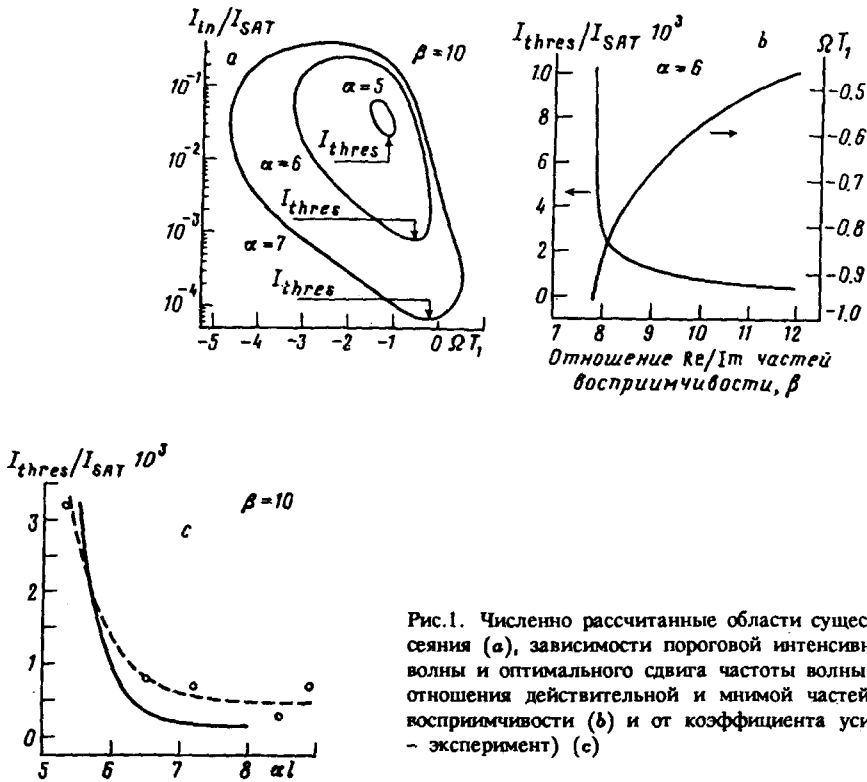 I_in/I_SAT
a
β=10
10^-1
10^-2
10^-3
10^-4
α=5
α=6
α=7
I_thres
I_thres
I_thres
-5 -4 -3 -2 -1 0 ΩT_1
I_thres/I_SAT 10^3
b
ΩT_1
α=6
1.0
8
6
4
2
0
-0.5
-0.6
-0.7
-0.8
-0.9
-1.0
7 8 9 10 11 12
Отношение Re/Im частей
восприимчивости, β
I_thres/I_SAT 10^3
c
β=10
3
2
1
0
5 6 7 8 αl
Рис.1. Численно рассчитанные области сущес
сеяния (a), зависимости пороговой интенсивн
волны и оптимального сдвига частоты волны
отношения действительной и мнимой частей
восприимчивости (b) и от коэффициента уси
- эксперимент) (c)